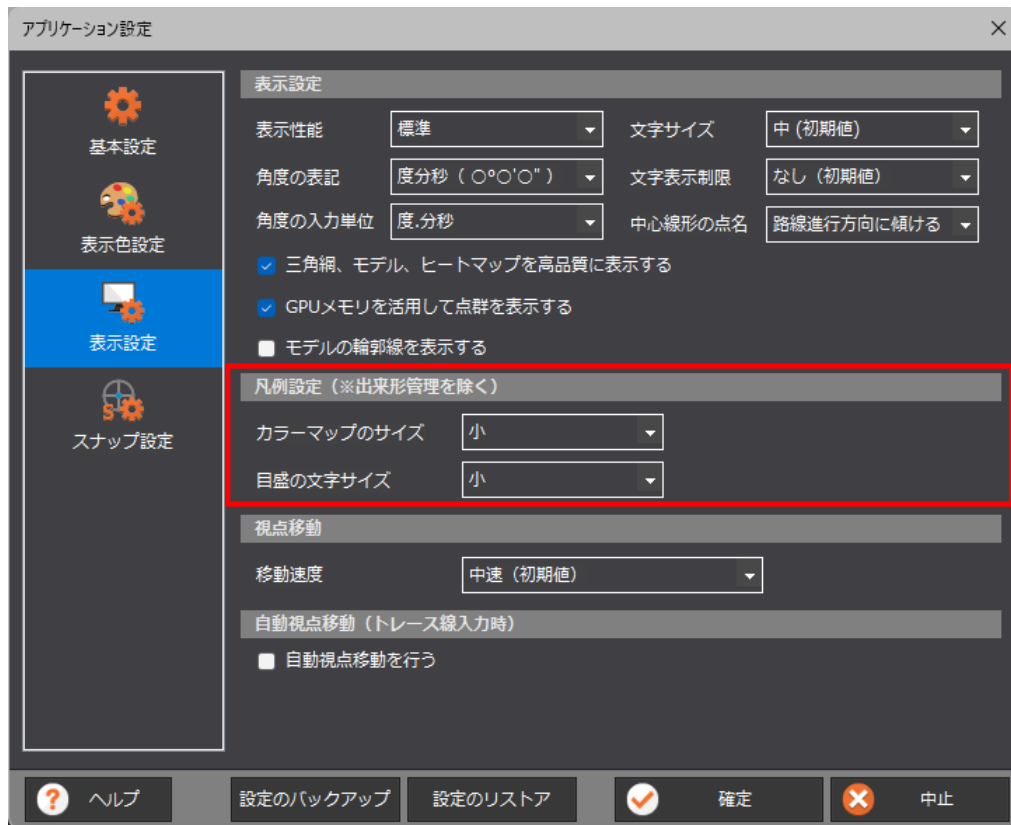 アプリケーション設定
基本設定
表示色設定
表示設定
スナップ設定
表示設定
表示性能 標準 文字サイズ 中 (初期値)
角度の表記 度分秒 ( ○°○'○" ) 文字表示制限 なし（初期値）
角度の入力単位 度.分秒 中心線形の点名 路線進行方向に傾ける
三角網、モデル、ヒートマップを高品質に表示する
GPUメモリを活用して点群を表示する
モデルの輪郭線を表示する
凡例設定（※出来形管理を除く）
カラーマップのサイズ 小
目盛の文字サイズ 小
視点移動
移動速度 中速（初期値）
自動視点移動（トレース線入力時）
自動視点移動を行う
ヘルプ 設定のバックアップ 設定のリストア 確定 中止